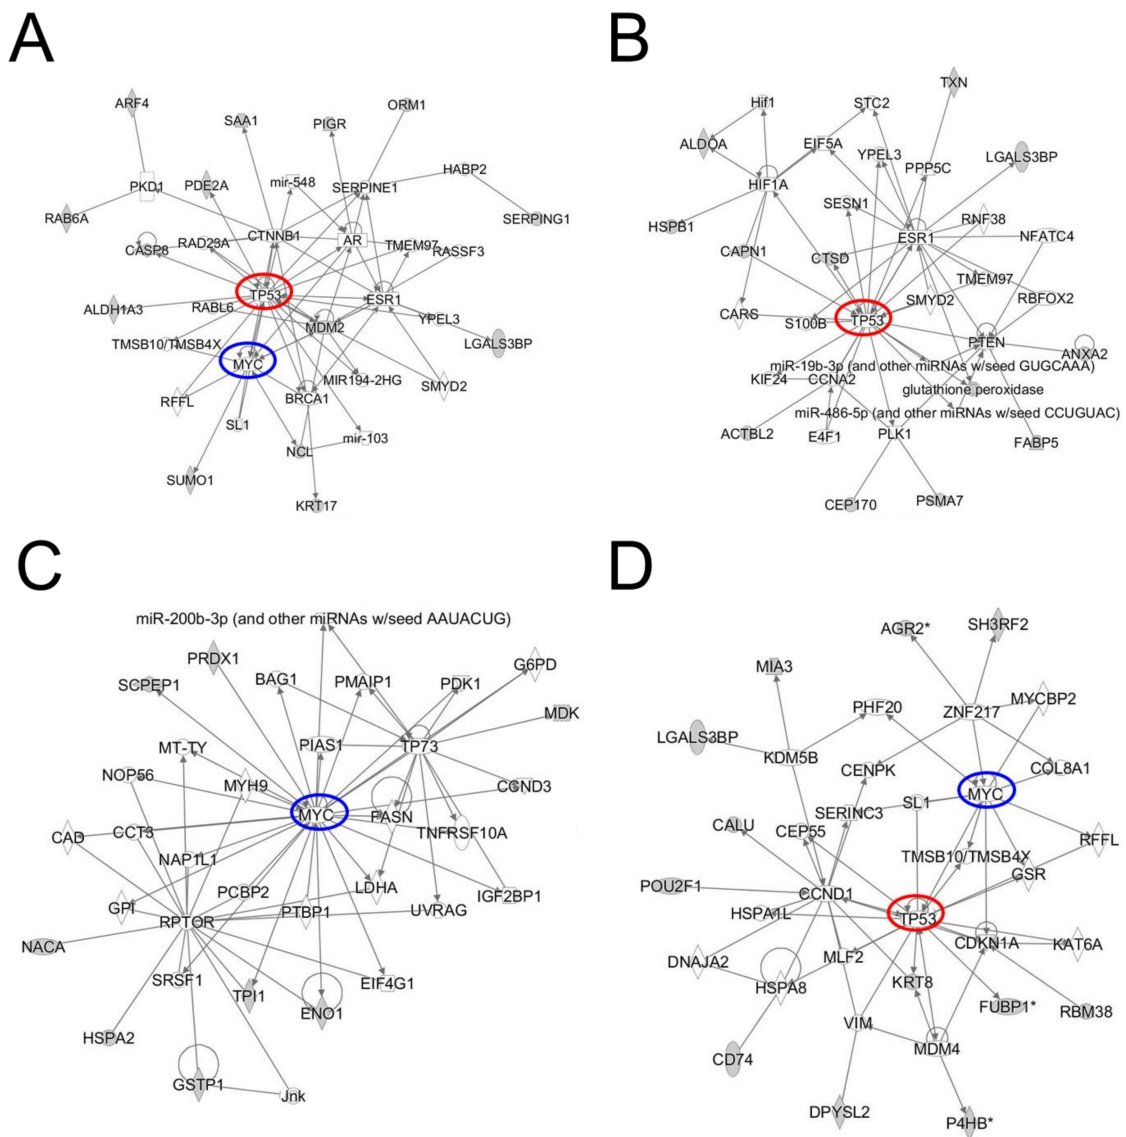 A
B
ARF4
ORM1
SAA1
PIGR
HABP2
PKD1
PDE2A
mir-548
SERPINE1
RAB6A
SERPING1
CASP8
RAD23A
CTNNB1
AR
TMEM97
RASSF3
TP53
ESR1
ALDH1A3
RABL6
MDM2
YPEL3
TMSB10/TMSB4X
LGALS3BP
MYC
MIR194-2HG
SMYD2
RFFL
BRCA1
SL1
mir-103
NCL
SUMO1
KRT17
TXN
Hif1
STC2
ALDOA
EIF5A
YPEL3
PPP5C
LGALS3BP
HIF1A
SESN1
RNF38
HSPB1
ESR1
NFATC4
CAPN1
CTSD
TMEM97
SMYD2
RBFOX2
CARS
S100B
TP53
PTEN
ANXA2
miR-19b-3p (and other miRNAs w/seed GUGCAAA)
KIF24
CCNA2
glutathione peroxidase
miR-486-5p (and other miRNAs w/seed CCUGUAC)
ACTBL2
E4F1
PLK1
FABP5
CEP170
PSMA7
C
D
miR-200b-3p (and other miRNAs w/seed AAUACUG)
PRDX1
G6PD
SCPEP1
BAG1
PMAIP1
PDK1
MDK
MT-TY
PIAS1
TP73
NOP56
MYH9
CCND3
MYC
FASN
CAD
CCT3
TNFRSF10A
NAP1L1
PCBP2
LDHA
IGF2BP1
GPI
RPTOR
PTBP1
UVRAG
NACA
SRSF1
EIF4G1
TPI1
ENO1
HSPA2
GSTP1
Jnk
AGR2*
SH3RF2
MIA3
PHF20
ZNF217
MYCBP2
LGALS3BP
KDM5B
CENPK
COL8A1
MYC
SERINC3
SL1
CALU
CEP55
RFFL
TMSB10/TMSB4X
GSR
POU2F1
CCND1
HSPA1L
TP53
CDKN1A
KAT6A
DNAJA2
MLF2
HSPA8
KRT8
FUBP1*
RBM38
VIM
MDM4
CD74
DPYSL2
P4HB*